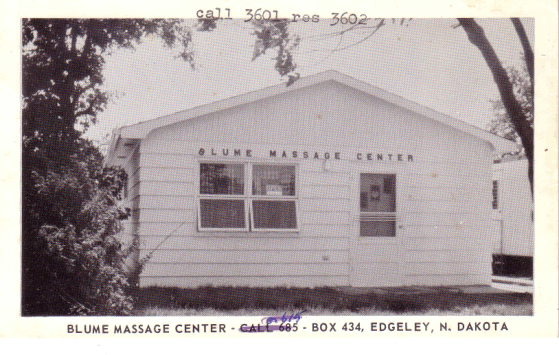 call 3601 res 3602
BLUME MASSAGE CENTER
BLUME MASSAGE CENTER - CALL 685 - BOX 434, EDGELEY, N. DAKOTA